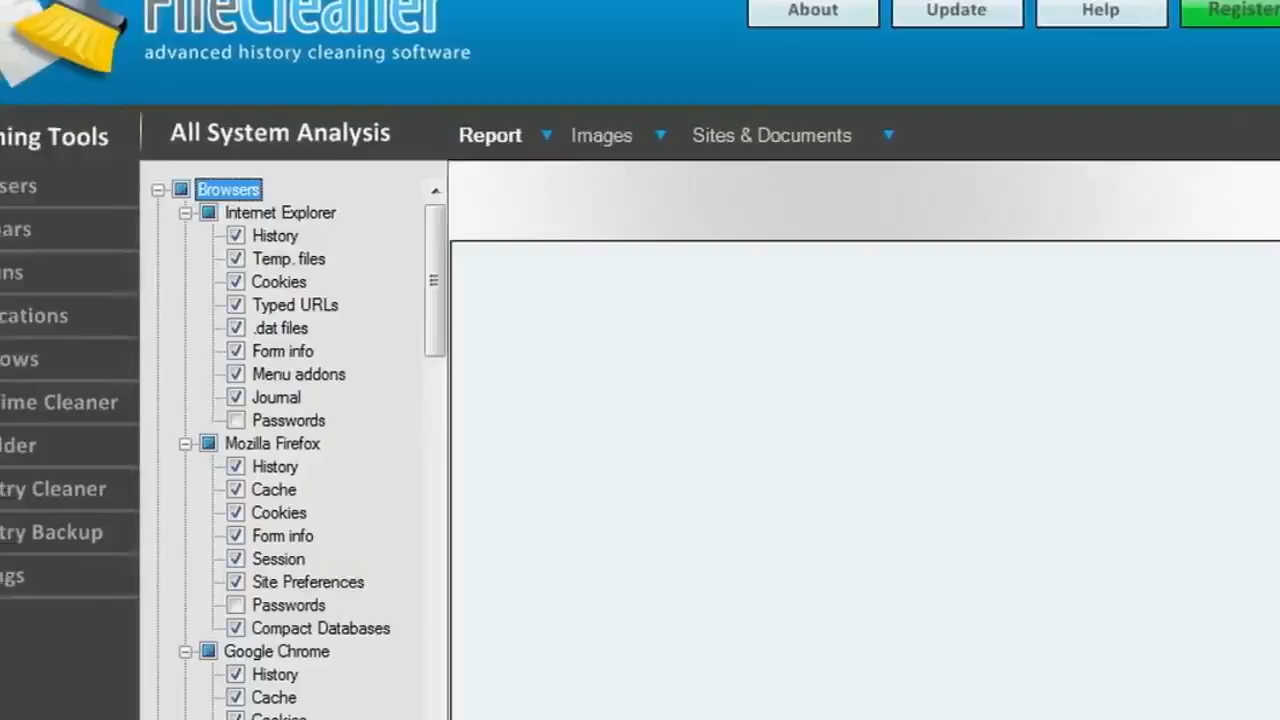 FileCleaner
advanced history cleaning software
About
Update
Help
Register
ning Tools
sers
ars
ns
cations
ows
ime Cleaner
lder
try Cleaner
try Backup
gs
All System Analysis
Report
Images
Sites & Documents
Browsers
Internet Explorer
History
Temp. files
Cookies
Typed URLs
.dat files
Form info
Menu addons
Journal
Passwords
Mozilla Firefox
History
Cache
Cookies
Form info
Session
Site Preferences
Passwords
Compact Databases
Google Chrome
History
Cache
Cookies